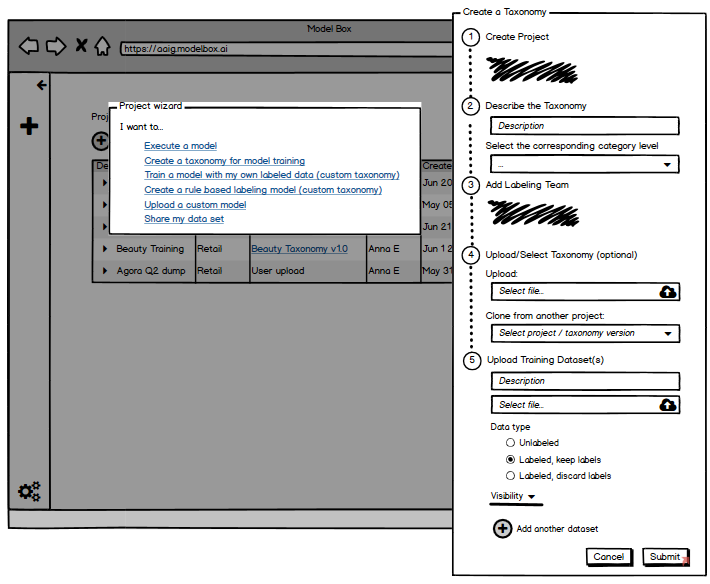 Model Box
https://aaig.modelbox.ai
Project wizard
I want to...
Execute a model
Create a taxonomy for model training
Train a model with my own labeled data (custom taxonomy)
Create a rule based labeling model (custom taxonomy)
Upload a custom model
Share my data set
Proj
De
Create
Jun 20
May 05
Jun 21
Beauty Training Retail Beauty Taxonomy v1.0 Anna E Jun 1 2
Agora Q2 dump Retail User upload Anna E May 31
Create a Taxonomy
1 Create Project
2 Describe the Taxonomy
Description
Select the corresponding category level
...
3 Add Labeling Team
4 Upload/Select Taxonomy (optional)
Upload:
Select file...
Clone from another project:
Select project / taxonomy version
5 Upload Training Dataset(s)
Description
Select file...
Data type
Unlabeled
Labeled, keep labels
Labeled, discard labels
Visibility
Add another dataset
Cancel Submit